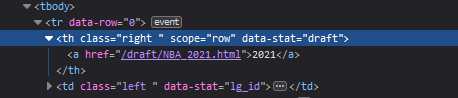 <tbody>
<tr data-row="0"> event
<th class="right " scope="row" data-stat="draft">
<a href="/draft/NBA_2021.html">2021</a>
</th>
<td class="left " data-stat="lg_id"> ••• </td>